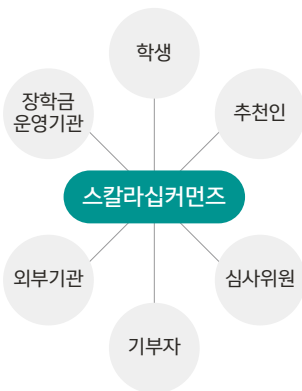 학생
장학금
운영기관
추천인
스칼라십커먼즈
외부기관
심사위원
기부자